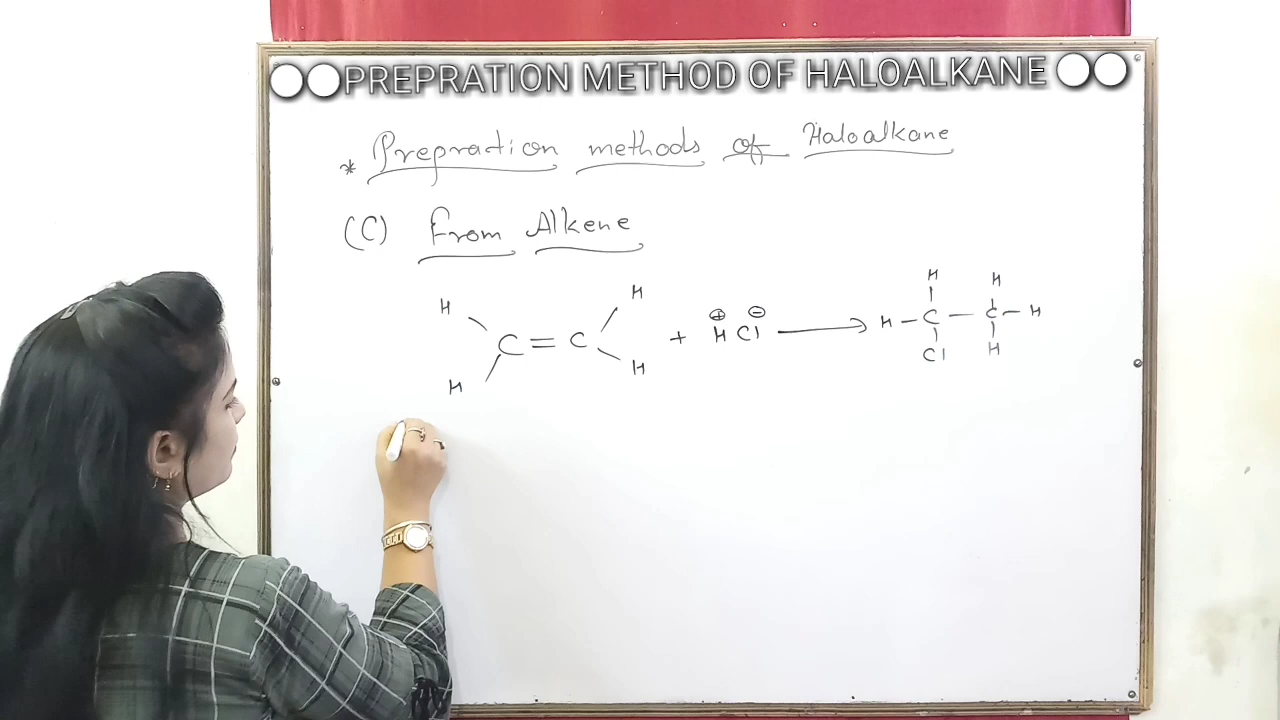 PREPRATION METHOD OF HALOALKANE
* Prepration methods of Haloalkane
(C) From Alkene
H H H H
C = C + H⊕ Cl⊖ ⟶ H – C – C – H
H H Cl H